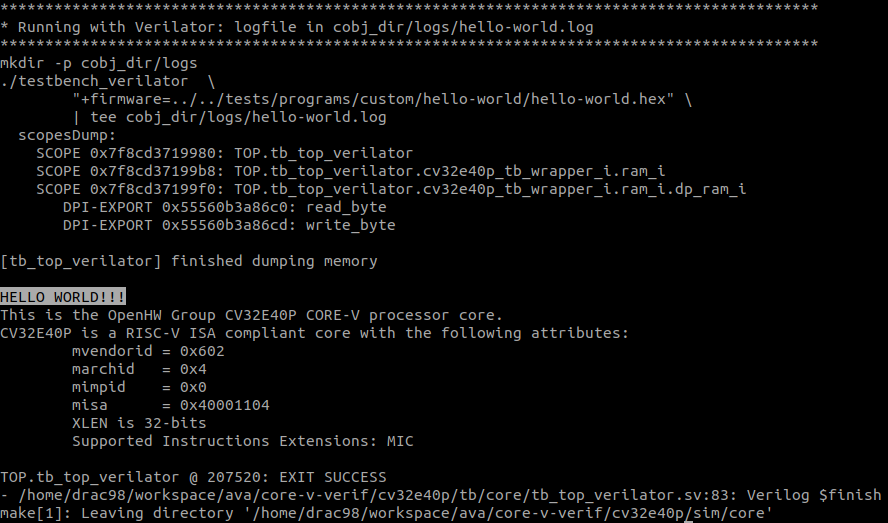 *******************************************************************************************
* Running with Verilator: logfile in cobj_dir/logs/hello-world.log
*******************************************************************************************
mkdir -p cobj_dir/logs
./testbench_verilator  \
        "+firmware=../../tests/programs/custom/hello-world/hello-world.hex" \
        | tee cobj_dir/logs/hello-world.log
  scopesDump:
    SCOPE 0x7f8cd3719980: TOP.tb_top_verilator
    SCOPE 0x7f8cd37199b8: TOP.tb_top_verilator.cv32e40p_tb_wrapper_i.ram_i
    SCOPE 0x7f8cd37199f0: TOP.tb_top_verilator.cv32e40p_tb_wrapper_i.ram_i.dp_ram_i
       DPI-EXPORT 0x55560b3a86c0: read_byte
       DPI-EXPORT 0x55560b3a86cd: write_byte

[tb_top_verilator] finished dumping memory

HELLO WORLD!!!
This is the OpenHW Group CV32E40P CORE-V processor core.
CV32E40P is a RISC-V ISA compliant core with the following attributes:
        mvendorid = 0x602
        marchid   = 0x4
        mimpid    = 0x0
        misa      = 0x40001104
        XLEN is 32-bits
        Supported Instructions Extensions: MIC

TOP.tb_top_verilator @ 207520: EXIT SUCCESS
- /home/drac98/workspace/ava/core-v-verif/cv32e40p/tb/core/tb_top_verilator.sv:83: Verilog $finish
make[1]: Leaving directory '/home/drac98/workspace/ava/core-v-verif/cv32e40p/sim/core'